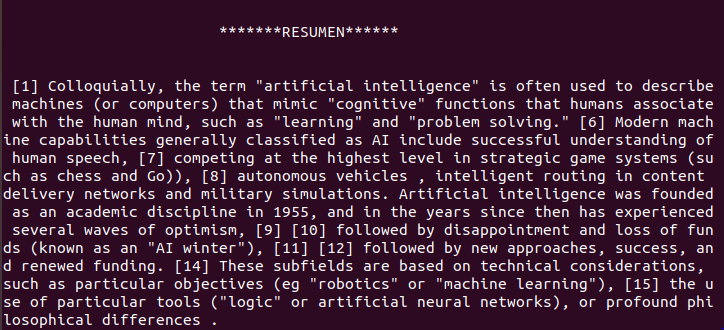 *******RESUMEN******
[1] Colloquially, the term "artificial intelligence" is often used to describe
machines (or computers) that mimic "cognitive" functions that humans associate
with the human mind, such as "learning" and "problem solving." [6] Modern mach
ine capabilities generally classified as AI include successful understanding of
human speech, [7] competing at the highest level in strategic game systems (su
ch as chess and Go)), [8] autonomous vehicles , intelligent routing in content
delivery networks and military simulations. Artificial intelligence was founded
as an academic discipline in 1955, and in the years since then has experienced
several waves of optimism, [9] [10] followed by disappointment and loss of fun
ds (known as an "AI winter"), [11] [12] followed by new approaches, success, an
d renewed funding. [14] These subfields are based on technical considerations,
such as particular objectives (eg "robotics" or "machine learning"), [15] the u
se of particular tools ("logic" or artificial neural networks), or profound phi
losophical differences .